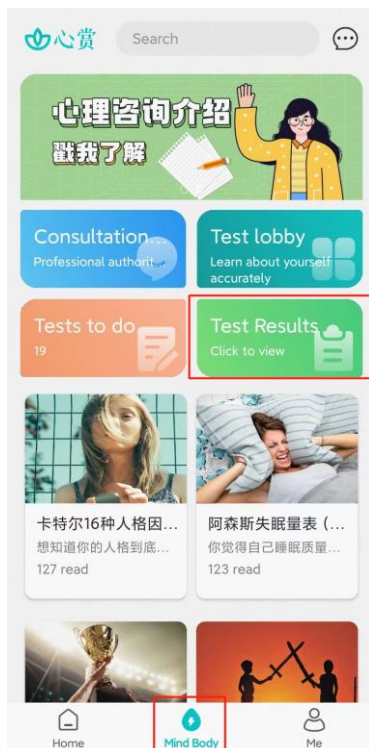 心赏
Search
心理咨询介绍
戳我了解
Consultation...
Professional authorit...
Test lobby
Learn about yourself
accurately
Tests to do
19
Test Results
Click to view
卡特尔16种人格因...
想知道你的人格到底...
127 read
阿森斯失眠量表（...
你觉得自己睡眠质量...
123 read
Home
Mind Body
Me